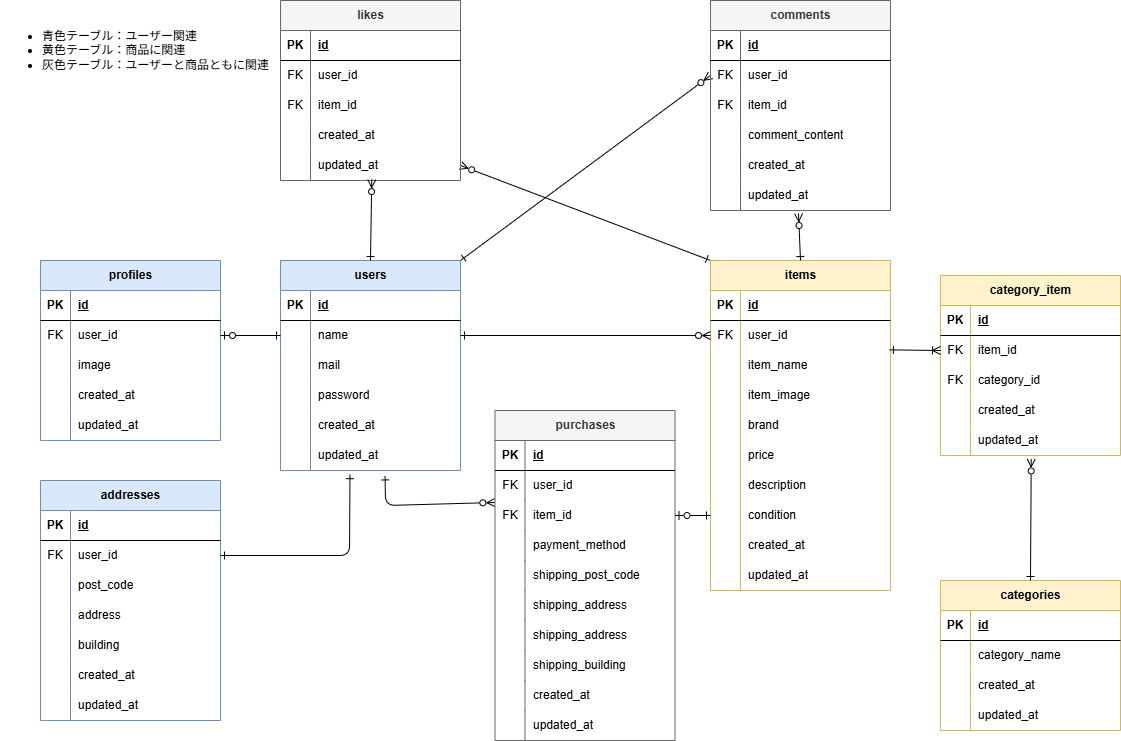 青色テーブル：ユーザー関連
黄色テーブル：商品に関連
灰色テーブル：ユーザーと商品ともに関連
likes
PK id
FK user_id
FK item_id
created_at
updated_at
comments
PK id
FK user_id
FK item_id
comment_content
created_at
updated_at
profiles
PK id
FK user_id
image
created_at
updated_at
users
PK id
name
mail
password
created_at
updated_at
items
PK id
FK user_id
item_name
item_image
brand
price
description
condition
created_at
updated_at
category_item
PK id
FK item_id
FK category_id
created_at
updated_at
addresses
PK id
FK user_id
post_code
address
building
created_at
updated_at
purchases
PK id
FK user_id
FK item_id
payment_method
shipping_post_code
shipping_address
shipping_address
shipping_building
created_at
updated_at
categories
PK id
category_name
created_at
updated_at